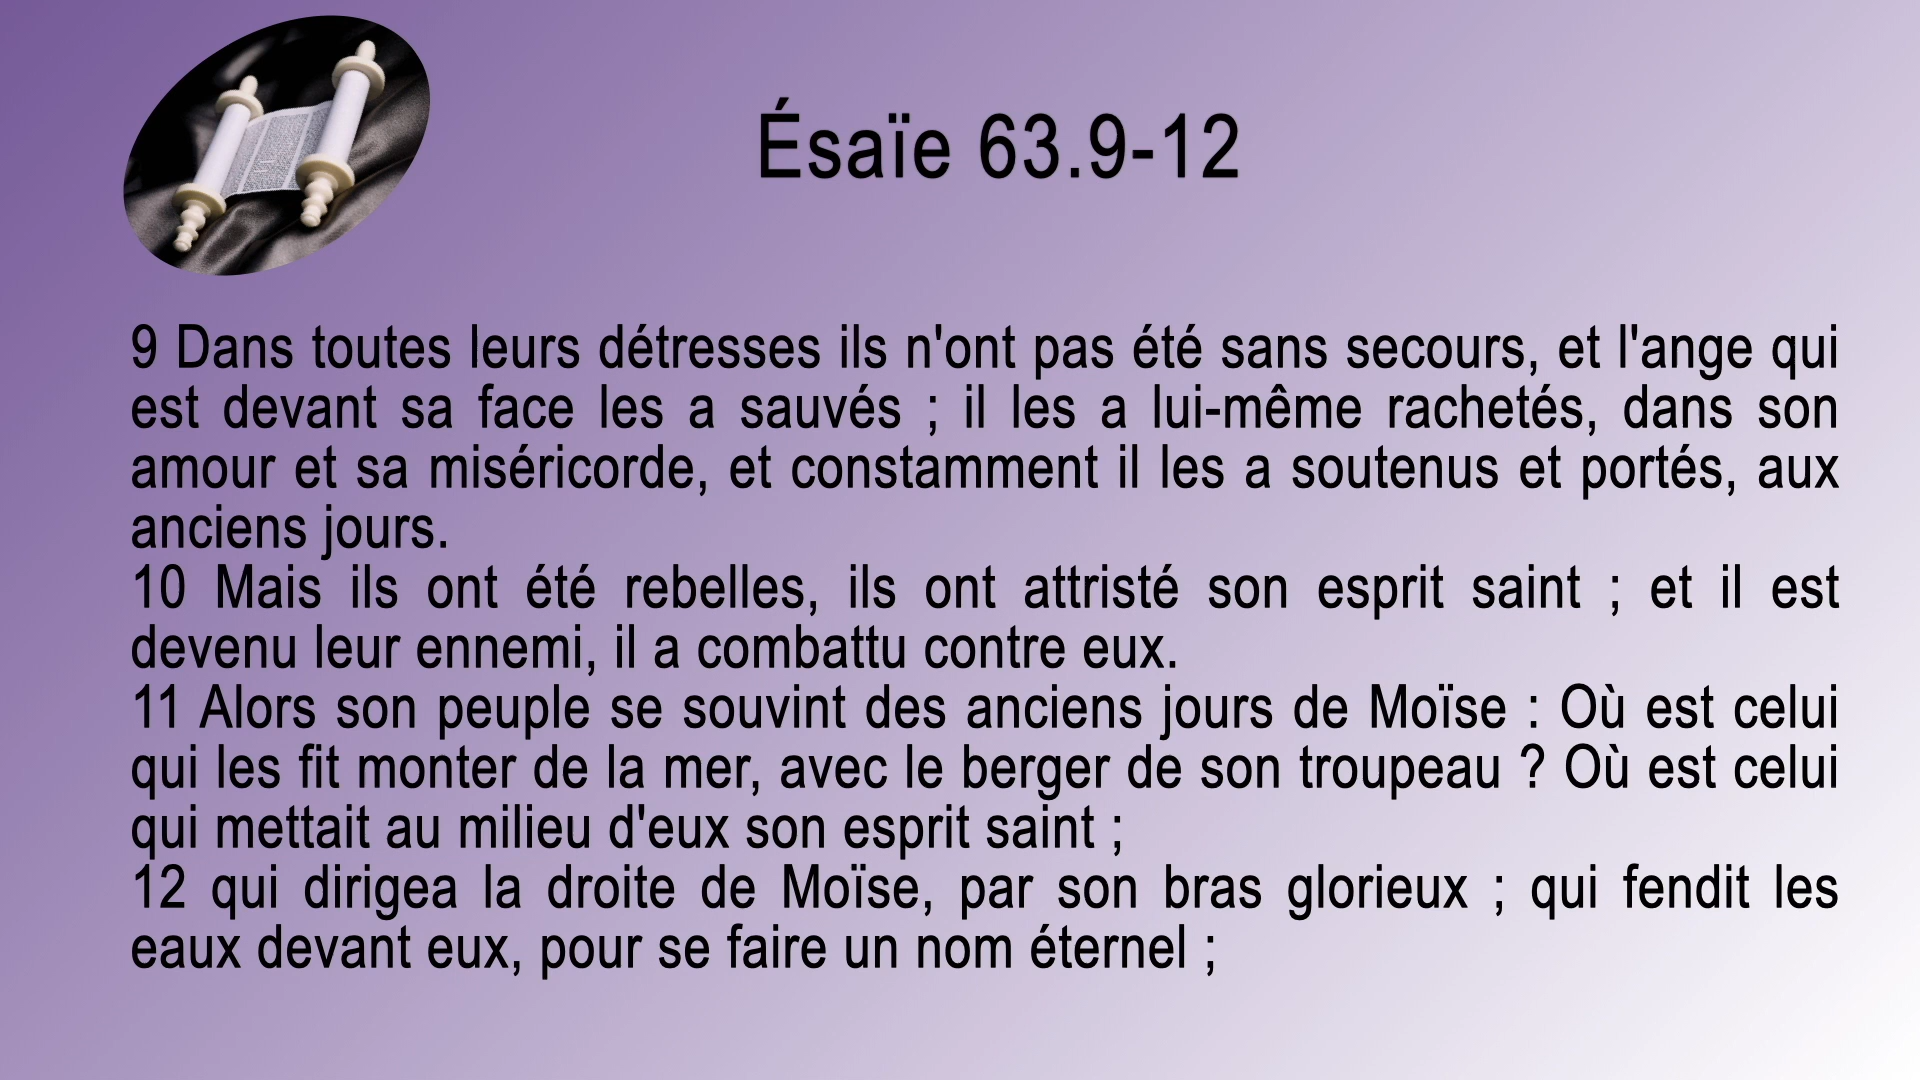 Ésaïe 63.9-12
9 Dans toutes leurs détresses ils n'ont pas été sans secours, et l'ange qui
est devant sa face les a sauvés ; il les a lui-même rachetés, dans son
amour et sa miséricorde, et constamment il les a soutenus et portés, aux
anciens jours.
10 Mais ils ont été rebelles, ils ont attristé son esprit saint ; et il est
devenu leur ennemi, il a combattu contre eux.
11 Alors son peuple se souvint des anciens jours de Moïse : Où est celui
qui les fit monter de la mer, avec le berger de son troupeau ? Où est celui
qui mettait au milieu d'eux son esprit saint ;
12 qui dirigea la droite de Moïse, par son bras glorieux ; qui fendit les
eaux devant eux, pour se faire un nom éternel ;